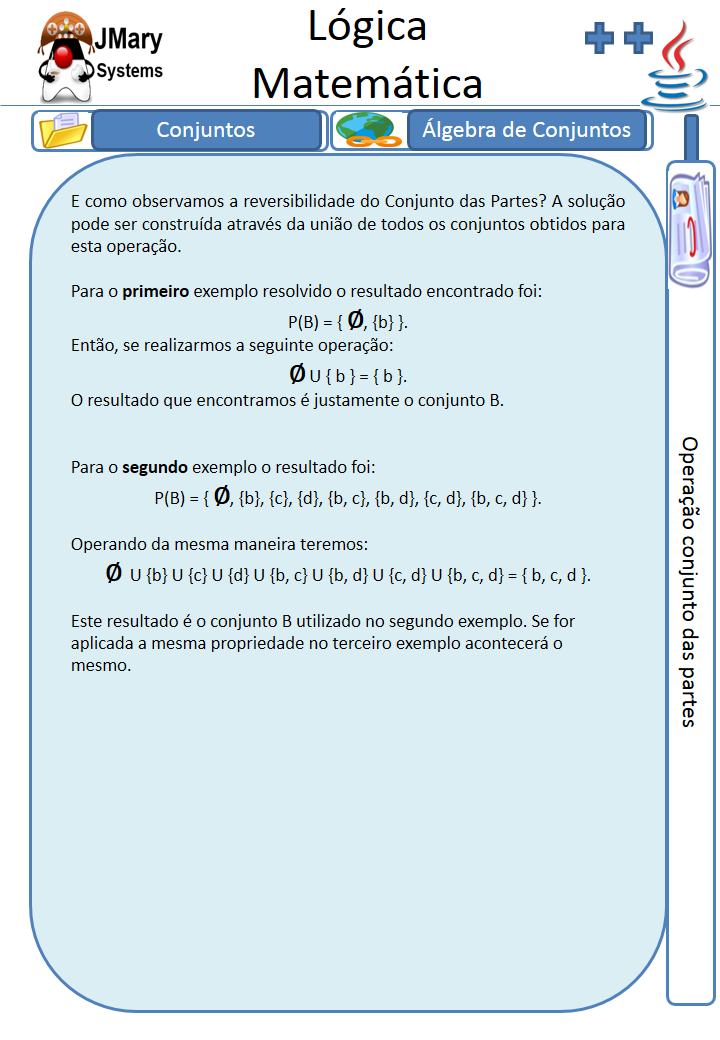 JMary
Systems
Lógica
Matemática
Conjuntos
Álgebra de Conjuntos
E como observamos a reversibilidade do Conjunto das Partes? A solução
pode ser construída através da união de todos os conjuntos obtidos para
esta operação.
Para o primeiro exemplo resolvido o resultado encontrado foi:
P(B) = { Ø, {b} }.
Então, se realizarmos a seguinte operação:
Ø U { b } = { b }.
O resultado que encontramos é justamente o conjunto B.
Para o segundo exemplo o resultado foi:
P(B) = { Ø, {b}, {c}, {d}, {b, c}, {b, d}, {c, d}, {b, c, d} }.
Operando da mesma maneira teremos:
Ø U {b} U {c} U {d} U {b, c} U {b, d} U {c, d} U {b, c, d} = { b, c, d }.
Este resultado é o conjunto B utilizado no segundo exemplo. Se for
aplicada a mesma propriedade no terceiro exemplo acontecerá o
mesmo.
Operação conjunto das partes